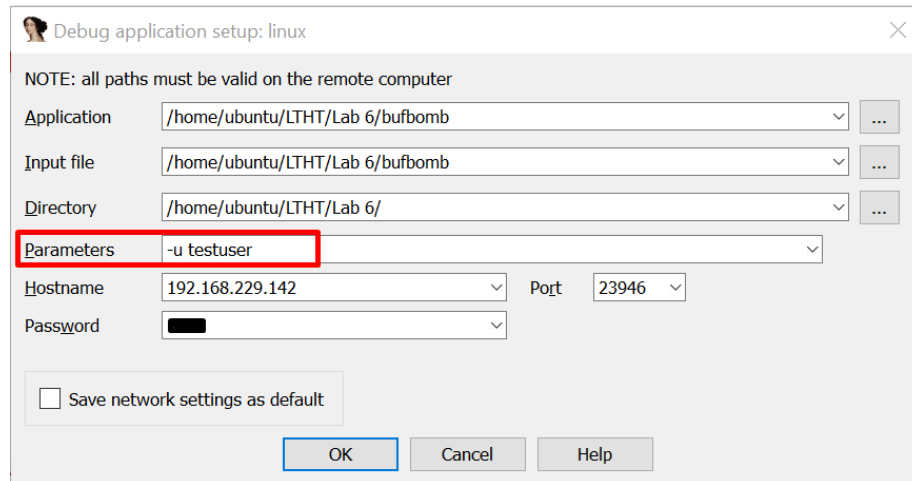 Debug application setup: linux
NOTE: all paths must be valid on the remote computer
Application /home/ubuntu/LTHT/Lab 6/bufbomb ...
Input file /home/ubuntu/LTHT/Lab 6/bufbomb ...
Directory /home/ubuntu/LTHT/Lab 6/ ...
Parameters -u testuser
Hostname 192.168.229.142 Port 23946
Password
Save network settings as default
OK Cancel Help